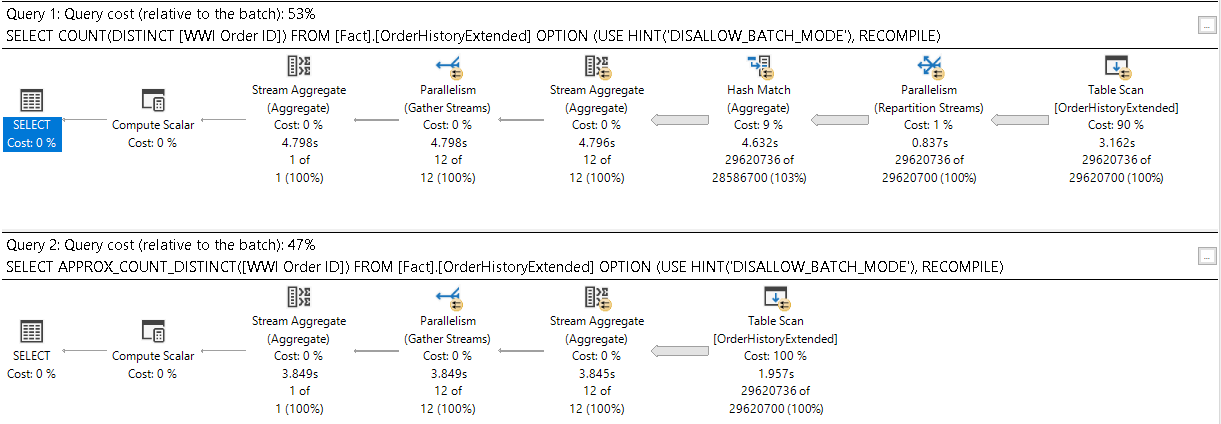 Query 1: Query cost (relative to the batch): 53%
SELECT COUNT(DISTINCT [WWI Order ID]) FROM [Fact].[OrderHistoryExtended] OPTION (USE HINT('DISALLOW_BATCH_MODE'), RECOMPILE)
...
SELECT
Cost: 0 %
Compute Scalar
Cost: 0 %
Stream Aggregate
(Aggregate)
Cost: 0 %
4.798s
1 of
1 (100%)
Parallelism
(Gather Streams)
Cost: 0 %
4.798s
12 of
12 (100%)
Stream Aggregate
(Aggregate)
Cost: 0 %
4.796s
12 of
12 (100%)
Hash Match
(Aggregate)
Cost: 9 %
4.632s
29620736 of
28586700 (103%)
Parallelism
(Repartition Streams)
Cost: 1 %
0.837s
29620736 of
29620700 (100%)
Table Scan
[OrderHistoryExtended]
Cost: 90 %
3.162s
29620736 of
29620700 (100%)
Query 2: Query cost (relative to the batch): 47%
SELECT APPROX_COUNT_DISTINCT([WWI Order ID]) FROM [Fact].[OrderHistoryExtended] OPTION (USE HINT('DISALLOW_BATCH_MODE'), RECOMPILE)
...
SELECT
Cost: 0 %
Compute Scalar
Cost: 0 %
Stream Aggregate
(Aggregate)
Cost: 0 %
3.849s
1 of
1 (100%)
Parallelism
(Gather Streams)
Cost: 0 %
3.849s
12 of
12 (100%)
Stream Aggregate
(Aggregate)
Cost: 0 %
3.845s
12 of
12 (100%)
Table Scan
[OrderHistoryExtended]
Cost: 100 %
1.957s
29620736 of
29620700 (100%)